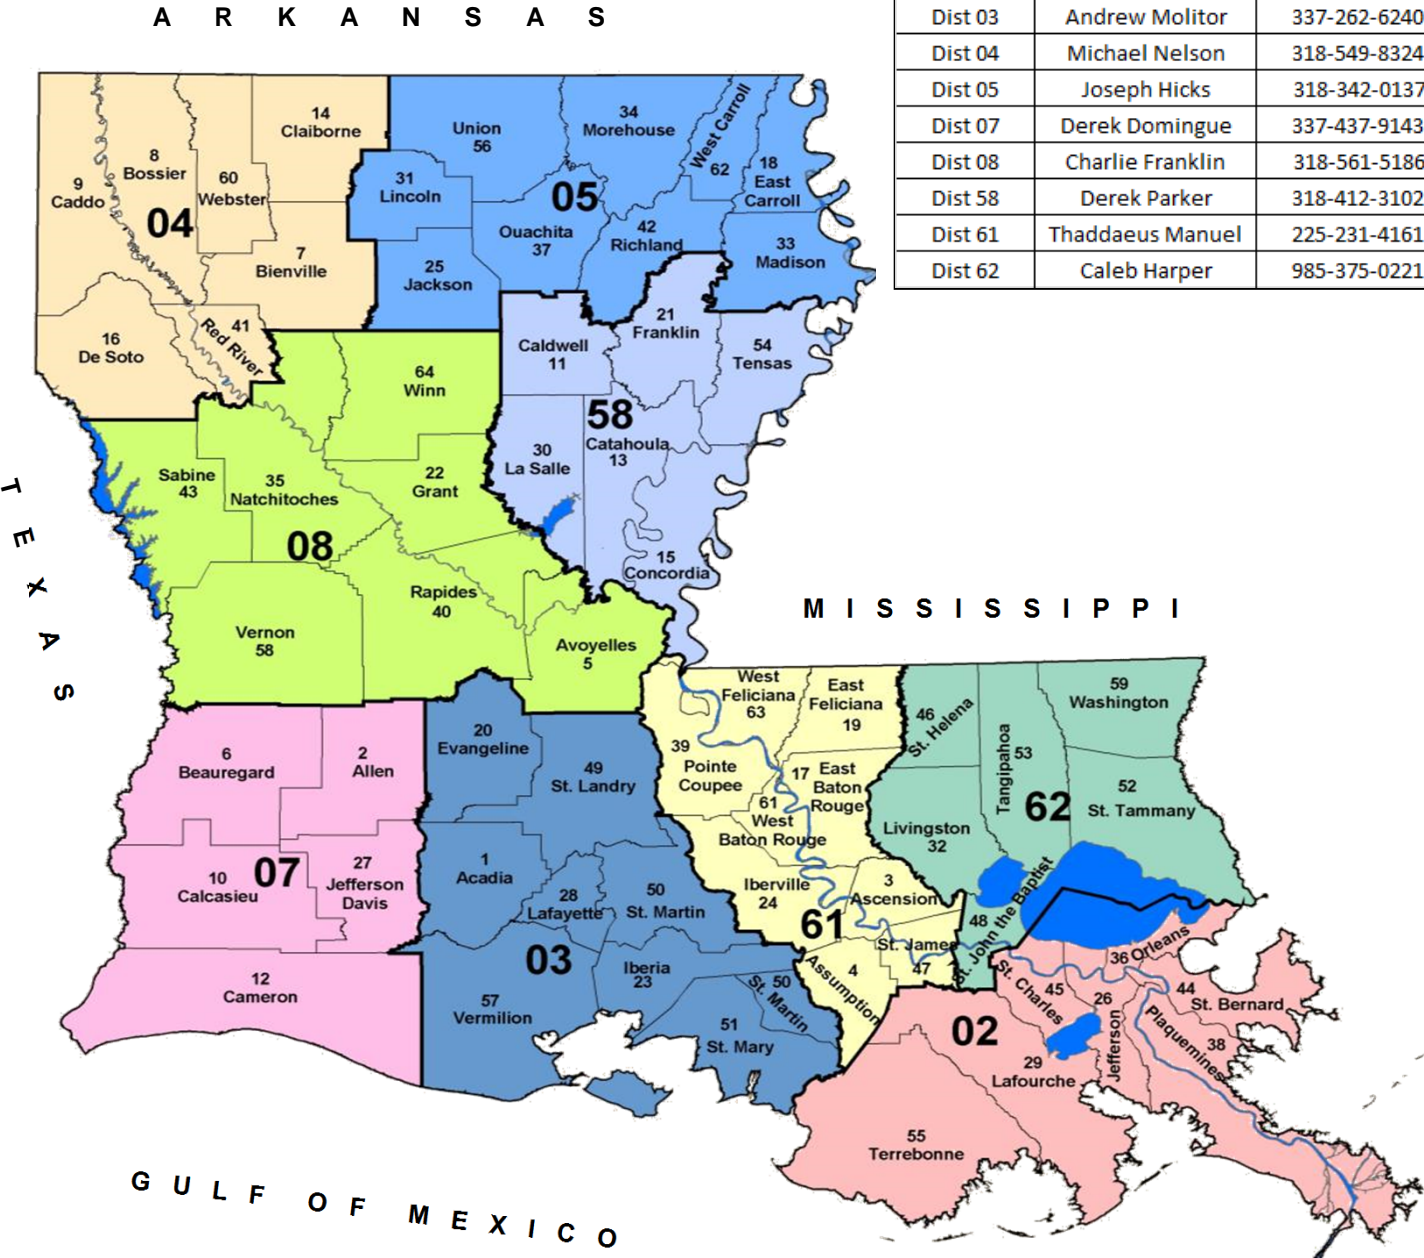 A R K A N S A S
Dist 03 Andrew Molitor 337-262-6240
Dist 04 Michael Nelson 318-549-8324
Dist 05 Joseph Hicks 318-342-0137
Dist 07 Derek Domingue 337-437-9143
Dist 08 Charlie Franklin 318-561-5186
Dist 58 Derek Parker 318-412-3102
Dist 61 Thaddaeus Manuel 225-231-4161
Dist 62 Caleb Harper 985-375-0221
9
Caddo
8
Bossier
60
Webster
14
Claiborne
04
7
Bienville
16
De Soto
41
Red River
Union
56
34
Morehouse
West Carroll
62
18
East
Carroll
31
Lincoln
05
Ouachita
37
42
Richland
33
Madison
25
Jackson
Caldwell
11
21
Franklin
54
Tensas
58
Catahoula
13
30
La Salle
15
Concordia
64
Winn
Sabine
43
35
Natchitoches
22
Grant
08
Rapides
40
Vernon
58
Avoyelles
5
T E X A S
M I S S I S S I P P I
6
Beauregard
2
Allen
10
Calcasieu
07
27
Jefferson
Davis
12
Cameron
20
Evangeline
49
St. Landry
1
Acadia
28
Lafayette
50
St. Martin
03
Iberia
23
57
Vermilion
50
St. Martin
51
St. Mary
West
Feliciana
63
East
Feliciana
19
39
Pointe
Coupee
17 East
Baton
Rouge
61
West
Baton Rouge
Iberville
24
3
Ascension
61
St. James
47
4
Assumption
46
St. Helena
Tangipahoa
53
59
Washington
62
52
St. Tammany
Livingston
32
48
St. John the Baptist
36 Orleans
45
St. Charles
26
Jefferson
44
St. Bernard
38
Plaquemines
02
29
Lafourche
55
Terrebonne
G U L F O F M E X I C O